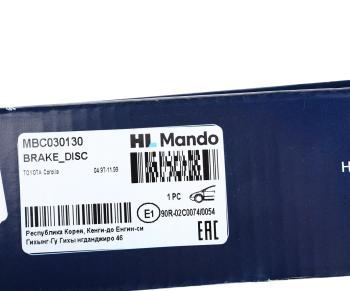 MBC030130
HL Mando
BRAKE_DISC
TOYOTA Corolla 04.97-11.99
1 PC
E1 90R-02C0074/0054
EAC
Республика Корея, Кенги-до Енгин-си
Гихынг-Гу Гихы нгданджиро 46
H